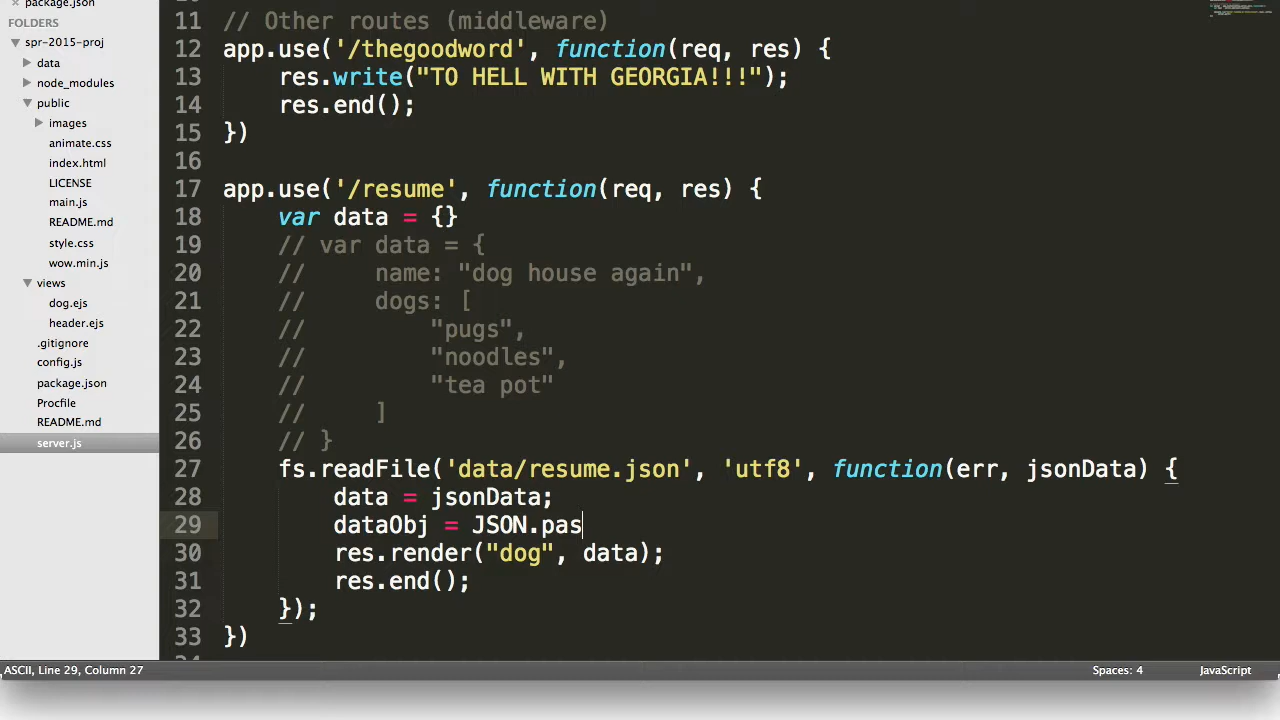 package.json
FOLDERS
spr-2015-proj
data
node_modules
public
images
animate.css
index.html
LICENSE
main.js
README.md
style.css
wow.min.js
views
dog.ejs
header.ejs
.gitignore
config.js
package.json
Procfile
README.md
server.js
11 // Other routes (middleware)
12 app.use('/thegoodword', function(req, res) {
13 res.write("TO HELL WITH GEORGIA!!!");
14 res.end();
15 })
16
17 app.use('/resume', function(req, res) {
18 var data = {}
19 // var data = {
20 // name: "dog house again",
21 // dogs: [
22 // "pugs",
23 // "noodles",
24 // "tea pot"
25 // ]
26 // }
27 fs.readFile('data/resume.json', 'utf8', function(err, jsonData) {
28 data = jsonData;
29 dataObj = JSON.pas
30 res.render("dog", data);
31 res.end();
32 });
33 })
ASCII, Line 29, Column 27 Spaces: 4 JavaScript